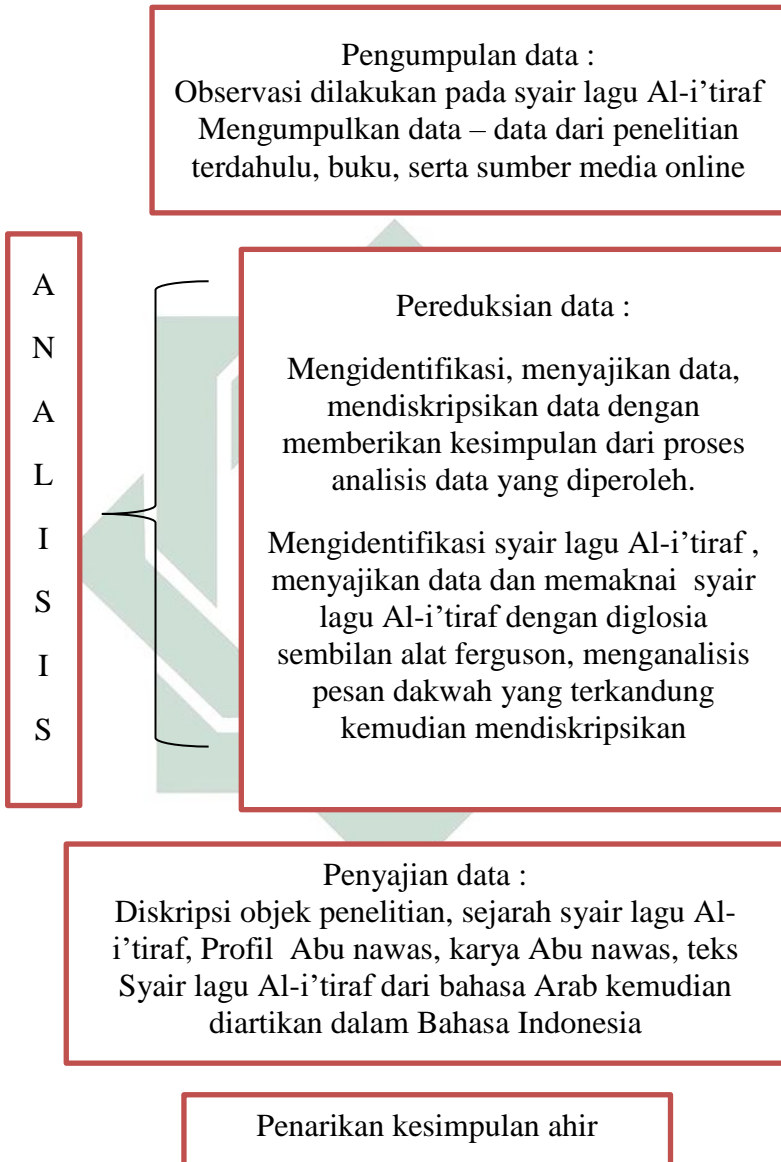 Pengumpulan data :
Observasi dilakukan pada syair lagu Al-i’tiraf
Mengumpulkan data – data dari penelitian
terdahulu, buku, serta sumber media online
A
N
A
L
I
S
I
S
Pereduksian data :
Mengidentifikasi, menyajikan data,
mendiskripsikan data dengan
memberikan kesimpulan dari proses
analisis data yang diperoleh.
Mengidentifikasi syair lagu Al-i’tiraf ,
menyajikan data dan memaknai syair
lagu Al-i’tiraf dengan diglosia
sembilan alat ferguson, menganalisis
pesan dakwah yang terkandung
kemudian mendiskripsikan
Penyajian data :
Diskripsi objek penelitian, sejarah syair lagu Al-
i’tiraf, Profil Abu nawas, karya Abu nawas, teks
Syair lagu Al-i’tiraf dari bahasa Arab kemudian
diartikan dalam Bahasa Indonesia
Penarikan kesimpulan ahir